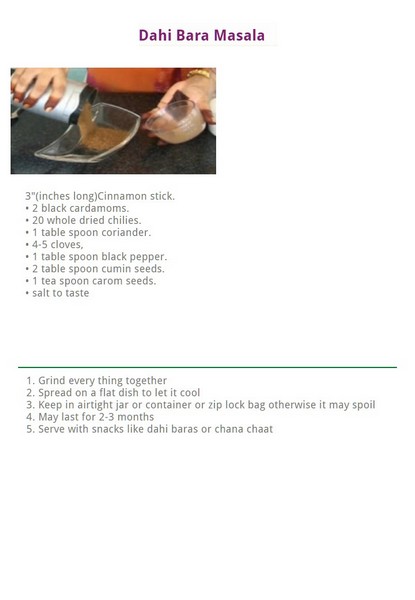 Dahi Bara Masala
3"(inches long)Cinnamon stick.
• 2 black cardamoms.
• 20 whole dried chilies.
• 1 table spoon coriander.
• 4-5 cloves,
• 1 table spoon black pepper.
• 2 table spoon cumin seeds.
• 1 tea spoon carom seeds.
• salt to taste
1. Grind every thing together
2. Spread on a flat dish to let it cool
3. Keep in airtight jar or container or zip lock bag otherwise it may spoil
4. May last for 2-3 months
5. Serve with snacks like dahi baras or chana chaat